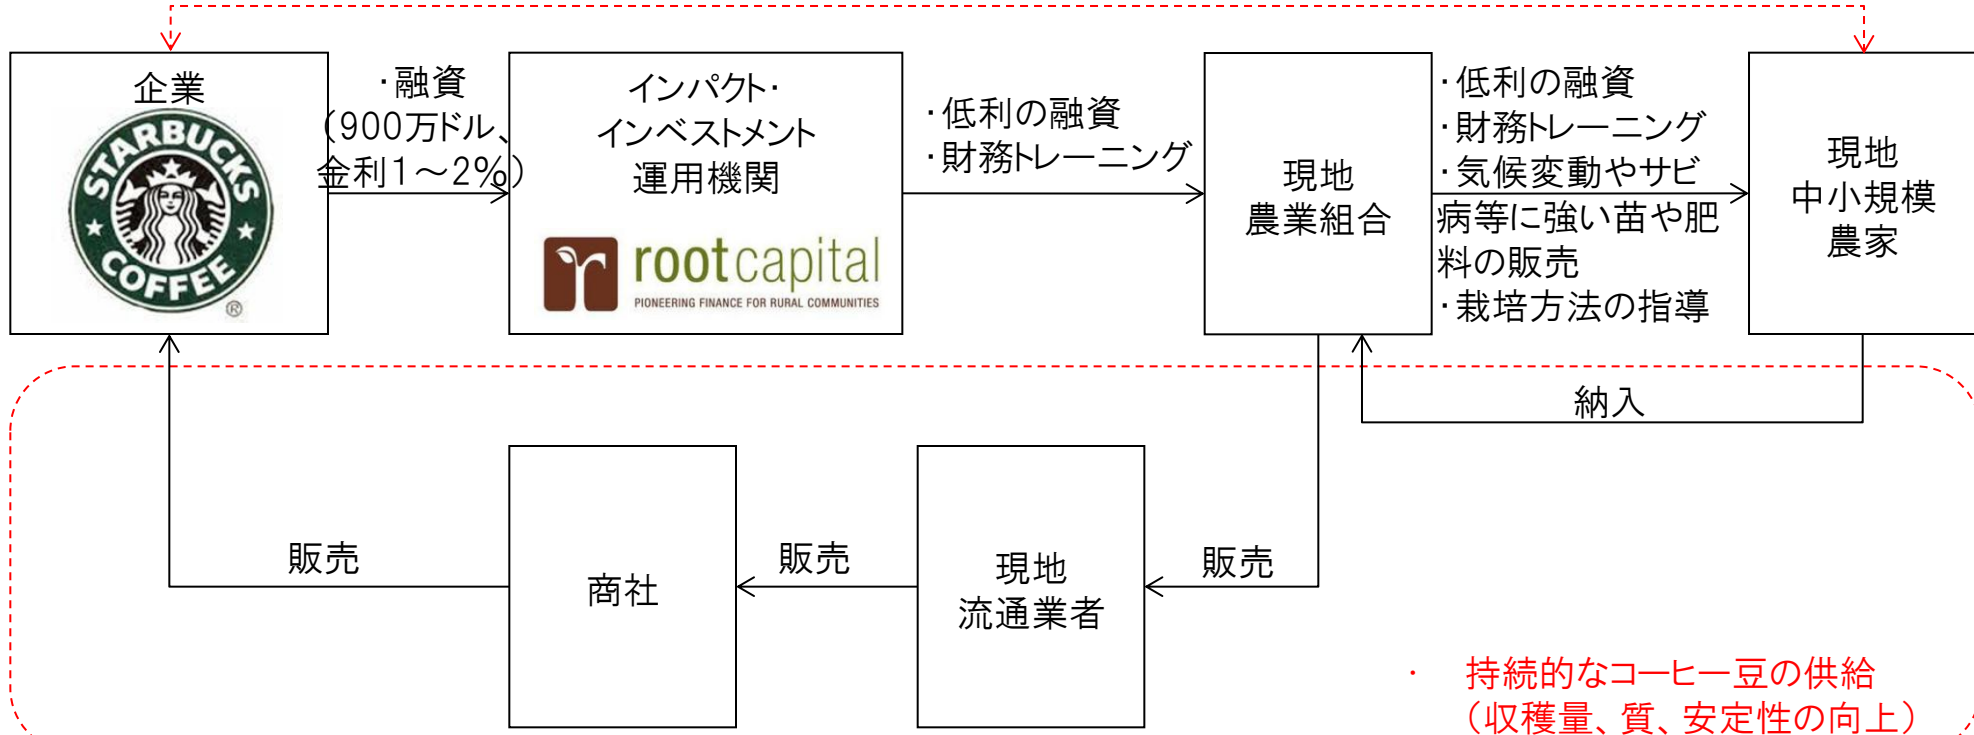 企業
STARBUCKS
COFFEE
®
・融資
（900万ドル、
金利1～2％）
インパクト・
インベストメント
運用機関
rootcapital
PIONEERING FINANCE FOR RURAL COMMUNITIES
・低利の融資
・財務トレーニング
現地
農業組合
・低利の融資
・財務トレーニング
・気候変動やサビ
病等に強い苗や肥
料の販売
・栽培方法の指導
現地
中小規模
農家
納入
販売
商社
販売
現地
流通業者
販売
・ 持続的なコーヒー豆の供給
（収穫量、質、安定性の向上）